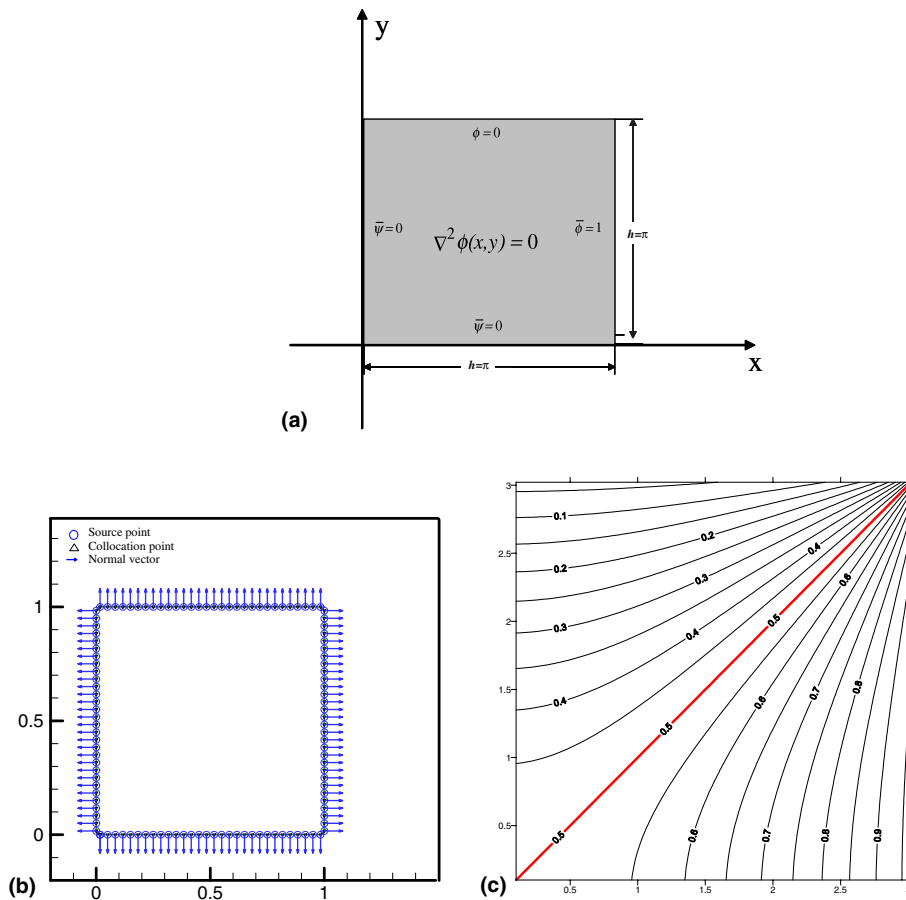 y
ϕ = 0
ψ̅ = 0
∇²ϕ(x,y) = 0
ϕ̅ = 1
h=π
ψ̅ = 0
x
h=π
(a)
Source point
Collocation point
Normal vector
1
0.5
0
0
0.5
1
(b)
3
2.5
2
1.5
1
0.5
0.5
1
1.5
2
2.5
0.1
0.2
0.2
0.3
0.3
0.4
0.4
0.4
0.5
0.5
0.5
0.5
0.6
0.6
0.6
0.7
0.7
0.8
0.8
0.9
(c)